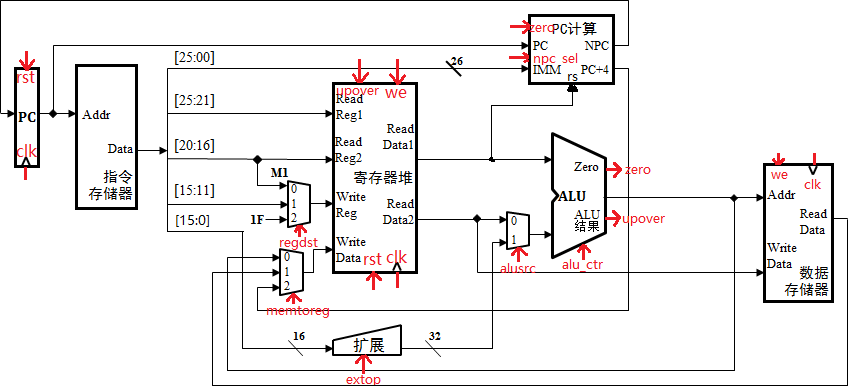 zero
PC计算
PC
NPC
npc_sel
IMM
PC+4
rs
[25:00]
26
rst
PC
clk
Addr
Data
指令
存储器
[25:21]
[20:16]
[15:11]
[15:0]
upover
we
Read
Reg1
Read
Data1
Read
Reg2
寄存器堆
Write
Reg
Read
Data2
Write
Data
rst
clk
M1
0
1
2
1F
regdst
0
1
2
memtoreg
0
1
alusrc
Zero
ALU
ALU
结果
zero
upover
alu_ctr
we
clk
Addr
Read
Data
Write
Data
数据
存储器
16
扩展
32
extop